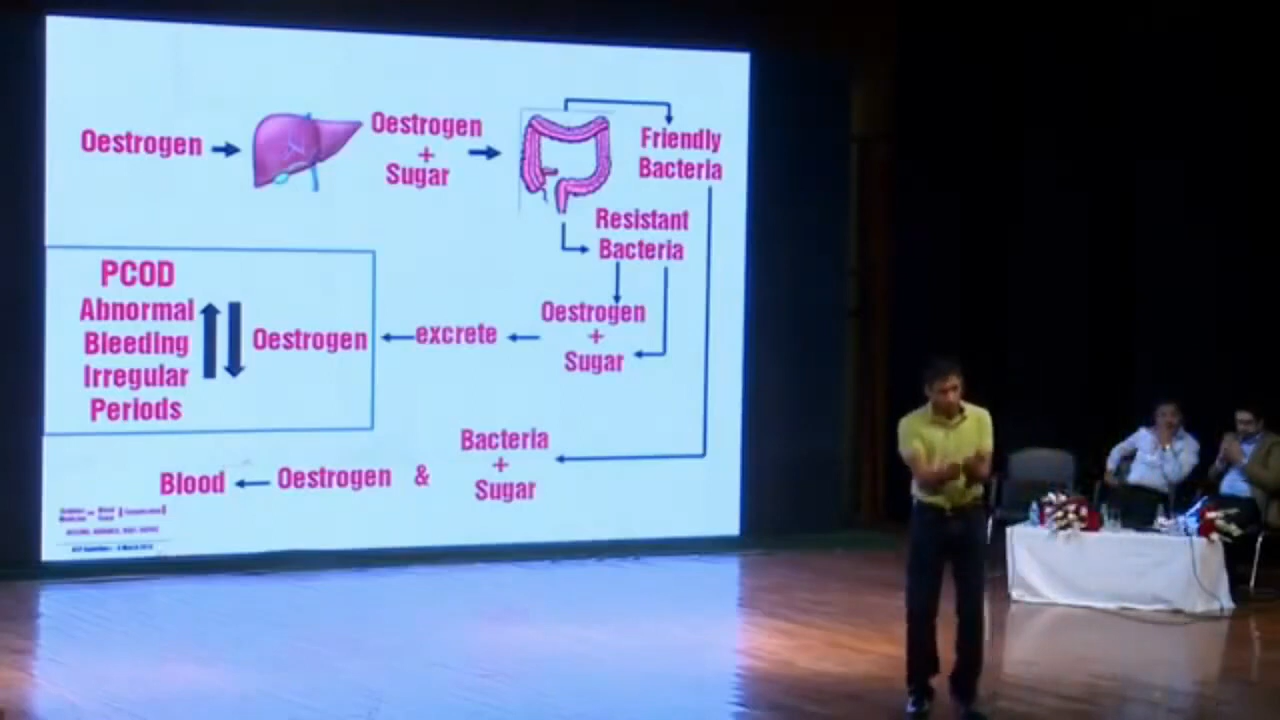 Oestrogen
Oestrogen
+
Sugar
Friendly
Bacteria
Resistant
Bacteria
Oestrogen
+
Sugar
excrete
Oestrogen
PCOD
Abnormal
Bleeding
Irregular
Periods
Bacteria
+
Sugar
&
Oestrogen
Blood